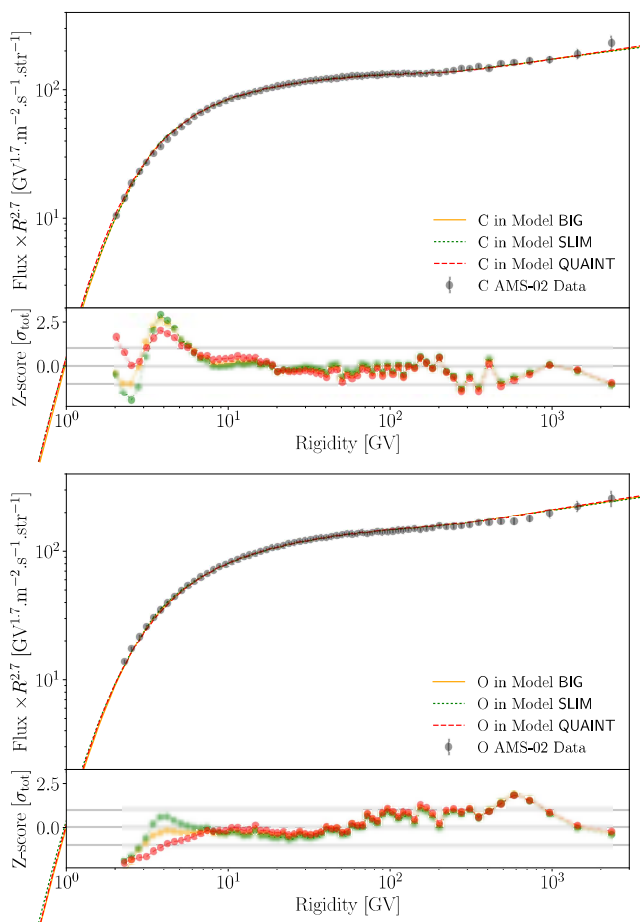 Flux ×R^2.7 [GV^1.7.m^−2.s^−1.str^−1]
10^2
10^1
C in Model BIG
C in Model SLIM
C in Model QUAINT
C AMS-02 Data
Z-score [σ_tot]
2.5
0.0
10^0
10^1
10^2
10^3
Rigidity [GV]
Flux ×R^2.7 [GV^1.7.m^−2.s^−1.str^−1]
10^2
10^1
O in Model BIG
O in Model SLIM
O in Model QUAINT
O AMS-02 Data
Z-score [σ_tot]
2.5
0.0
10^0
10^1
10^2
10^3
Rigidity [GV]